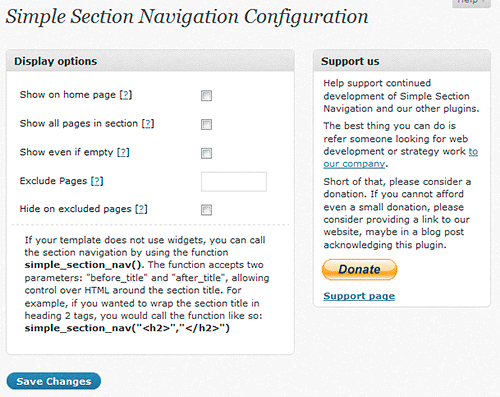 Help
Simple Section Navigation Configuration
Display options
Show on home page [?]
Show all pages in section [?]
Show even if empty [?]
Exclude Pages [?]
Hide on excluded pages [?]
If your template does not use widgets, you can call
the section navigation by using the function
simple_section_nav(). The function accepts two
parameters: "before_title" and "after_title", allowing
control over HTML around the section title. For
example, if you wanted to wrap the section title in
heading 2 tags, you would call the function like so:
simple_section_nav("<h2>","</h2>")
Save Changes
Support us
Help support continued
development of Simple Section
Navigation and our other plugins.
The best thing you can do is
refer someone looking for web
development or strategy work to
our company.
Short of that, please consider a
donation. If you cannot afford
even a small donation, please
consider providing a link to our
website, maybe in a blog post
acknowledging this plugin.
Donate
Support page